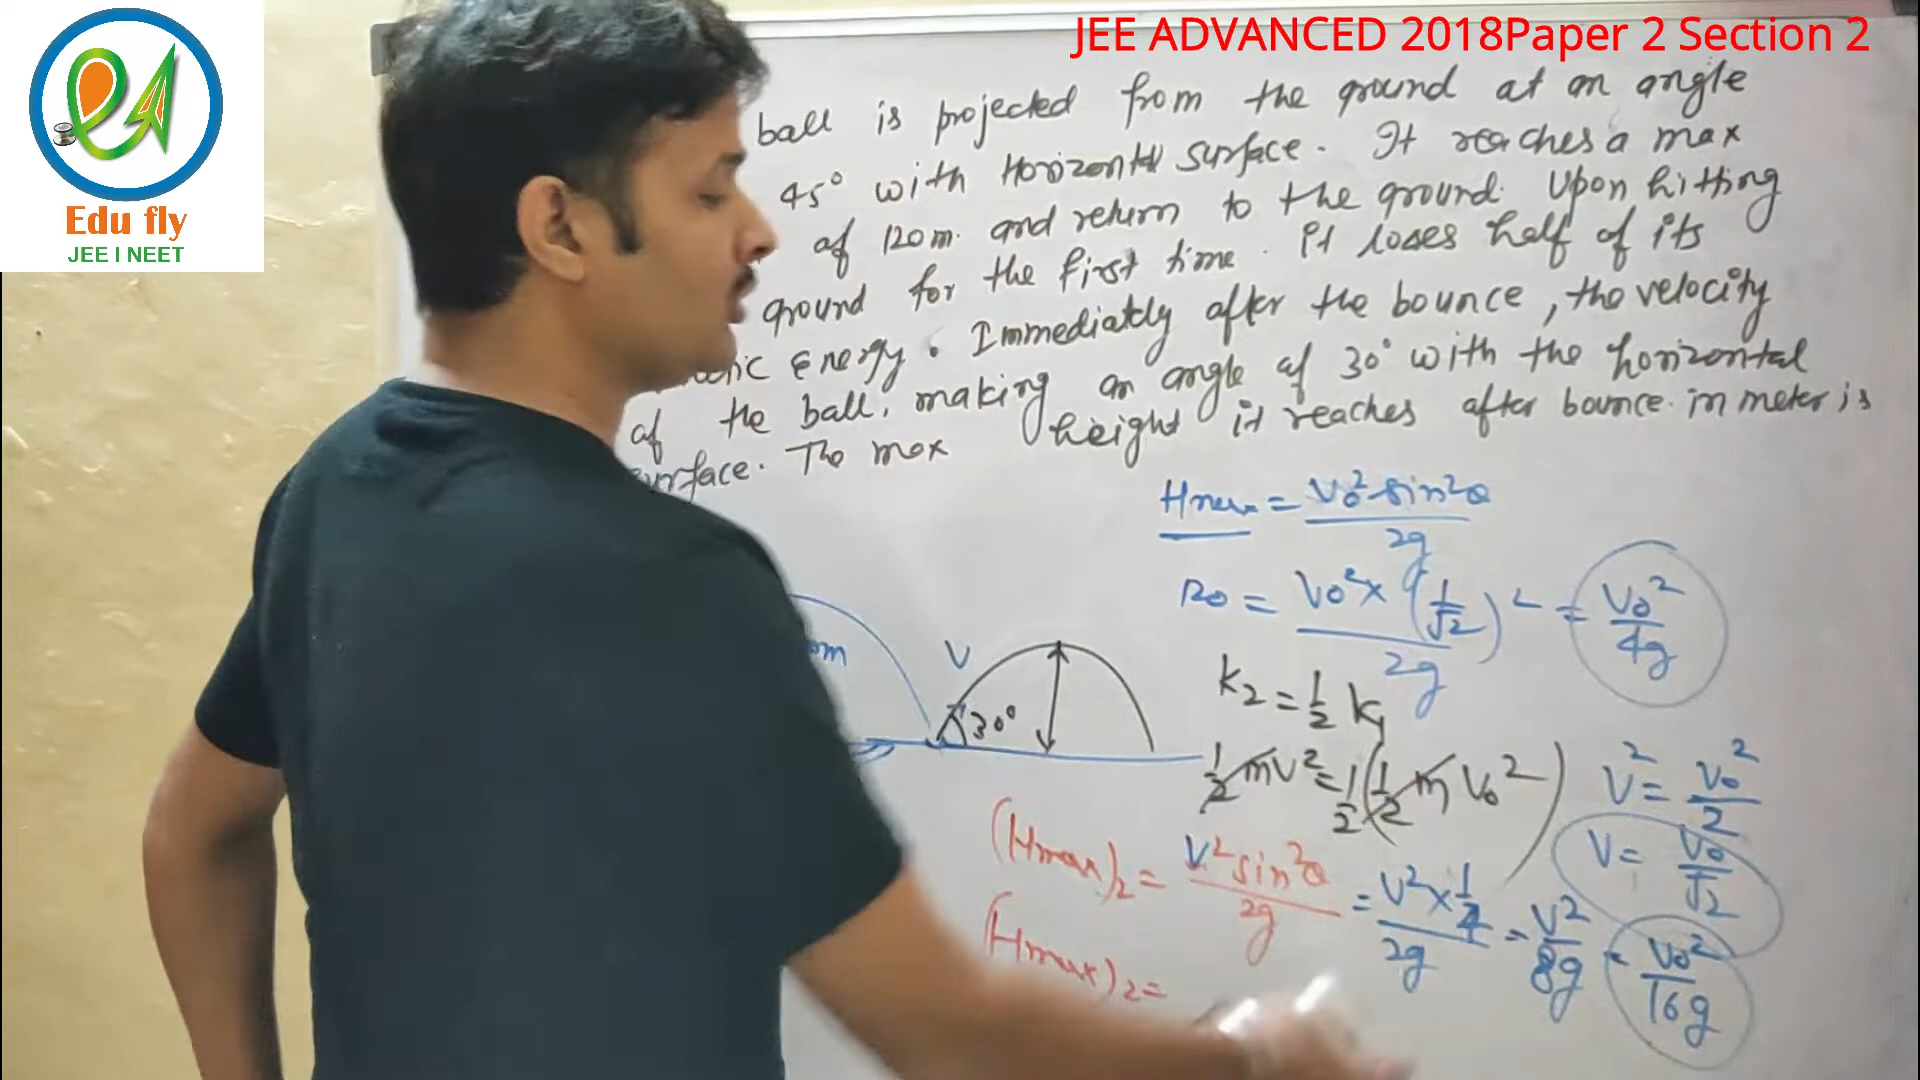 JEE ADVANCED 2018Paper 2 Section 2
Edu fly
JEE I NEET
ball is projected from the ground at an angle
45° with Horizontal surface. It reaches a max
of 120m. and return to the ground. Upon hitting
ground for the first time. it loses half of its
Energy. Immediately after the bounce, the velocity
of the ball, making an angle of 30° with the horizontal
surface. The max height it reaches after bounce. in meter is
Hmax = V₀² sin²θ / 2g
120 = V₀² × (1/√2)² / 2g = V₀² / 4g
V
30°
K₂ = 1/2 K₁
1/2 mV² = 1/2 (1/2 m V₀²)
V² = V₀² / 2
V = V₀ / √2
(Hmax)₂ = V² sin²θ / 2g = V² × 1/4 / 2g = V² / 8g = V₀² / 16g
(Hmax)₂ =